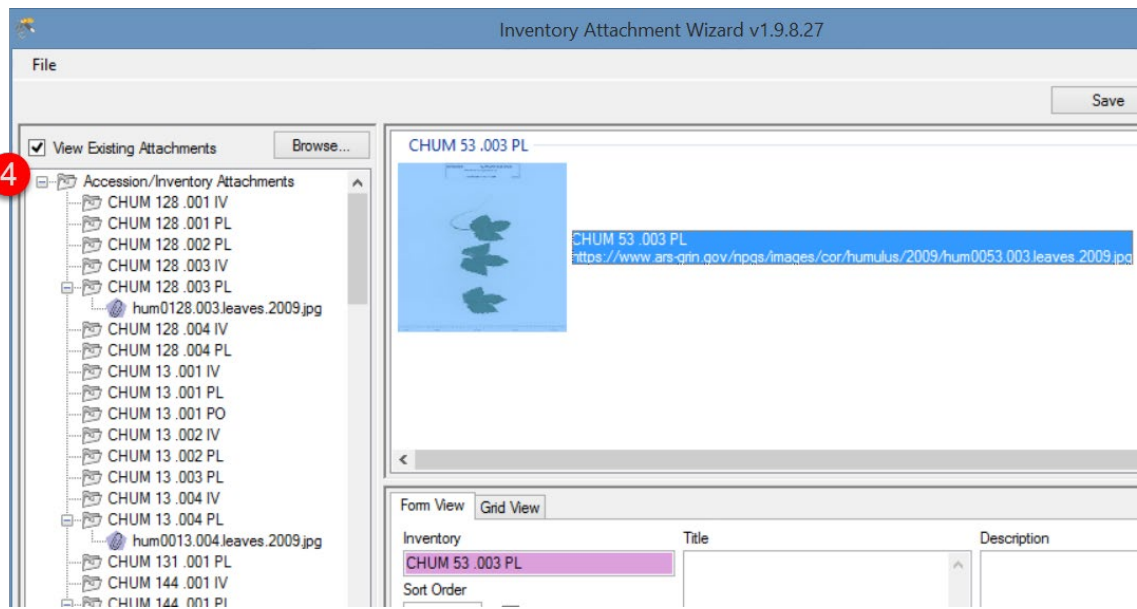 Inventory Attachment Wizard v1.9.8.27
File
Save
View Existing Attachments
Browse...
4
Accession/Inventory Attachments
CHUM 128 .001 IV
CHUM 128 .001 PL
CHUM 128 .002 PL
CHUM 128 .003 IV
CHUM 128 .003 PL
hum0128.003.leaves.2009.jpg
CHUM 128 .004 IV
CHUM 128 .004 PL
CHUM 13 .001 IV
CHUM 13 .001 PL
CHUM 13 .001 PO
CHUM 13 .002 IV
CHUM 13 .002 PL
CHUM 13 .003 PL
CHUM 13 .004 IV
CHUM 13 .004 PL
hum0013.004.leaves.2009.jpg
CHUM 131 .001 PL
CHUM 144 .001 IV
CHUM 144 .001 PL
CHUM 53 .003 PL
CHUM 53 .003 PL
https://www.ars-grin.gov/npgs/images/cor/humulus/2009/hum0053.003.leaves.2009.jpg
Form View
Grid View
Inventory
Title
Description
CHUM 53 .003 PL
Sort Order